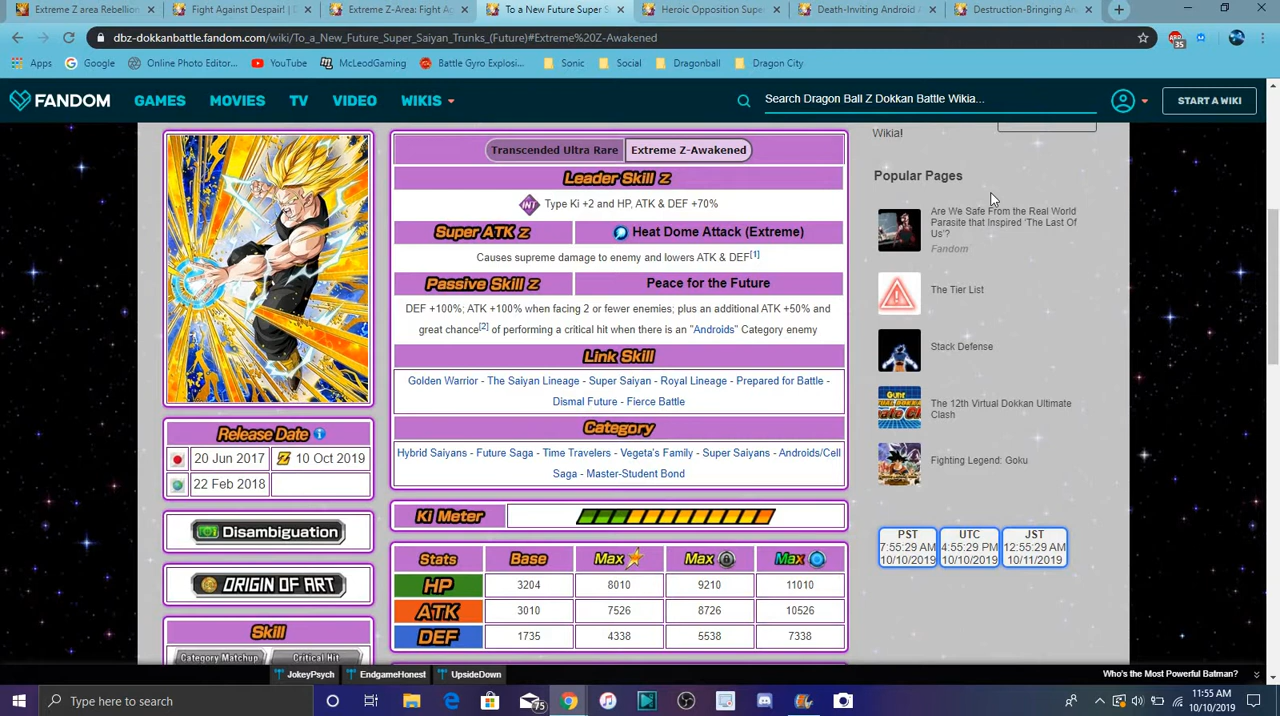 Extreme Z-area Rebellion
Fight Against Despair! |
Extreme Z-Area: Fight Ag
To a New Future Super S
Heroic Opposition Super
Death-Inviting Android
Destruction-Bringing An
dbz-dokkanbattle.fandom.com/wiki/To_a_New_Future_Super_Saiyan_Trunks_(Future)#Extreme%20Z-Awakened
35
Apps Google Online Photo Editor... YouTube McLeodGaming Battle Gyro Explosi... Sonic Social Dragonball Dragon City
FANDOM GAMES MOVIES TV VIDEO WIKIS Search Dragon Ball Z Dokkan Battle Wikia... START A WIKI
Transcended Ultra Rare Extreme Z-Awakened
Leader Skill Z
INT Type Ki +2 and HP, ATK & DEF +70%
Super ATK Z Heat Dome Attack (Extreme)
Causes supreme damage to enemy and lowers ATK & DEF[1]
Passive Skill Z Peace for the Future
DEF +100%; ATK +100% when facing 2 or fewer enemies; plus an additional ATK +50% and
great chance[2] of performing a critical hit when there is an "Androids" Category enemy
Link Skill
Golden Warrior - The Saiyan Lineage - Super Saiyan - Royal Lineage - Prepared for Battle -
Dismal Future - Fierce Battle
Category
Hybrid Saiyans - Future Saga - Time Travelers - Vegeta's Family - Super Saiyans - Androids/Cell
Saga - Master-Student Bond
Ki Meter
Stats Base Max Max Max
HP 3204 8010 9210 11010
ATK 3010 7526 8726 10526
DEF 1735 4338 5538 7338
Release Date
20 Jun 2017 Z 10 Oct 2019
22 Feb 2018
Disambiguation
ORIGIN OF ART
Skill
Category Matchup Critical Hit
Wikia!
Popular Pages
Are We Safe From the Real World
Parasite that Inspired 'The Last Of
Us'?
Fandom
The Tier List
Stack Defense
The 12th Virtual Dokkan Ultimate
Clash
Fighting Legend: Goku
PST UTC JST
7:55:29 AM 4:55:29 PM 12:55:29 AM
10/10/2019 10/10/2019 10/11/2019
JokeyPsych EndgameHonest UpsideDown Who's the Most Powerful Batman?
Type here to search
75
11:55 AM
10/10/2019